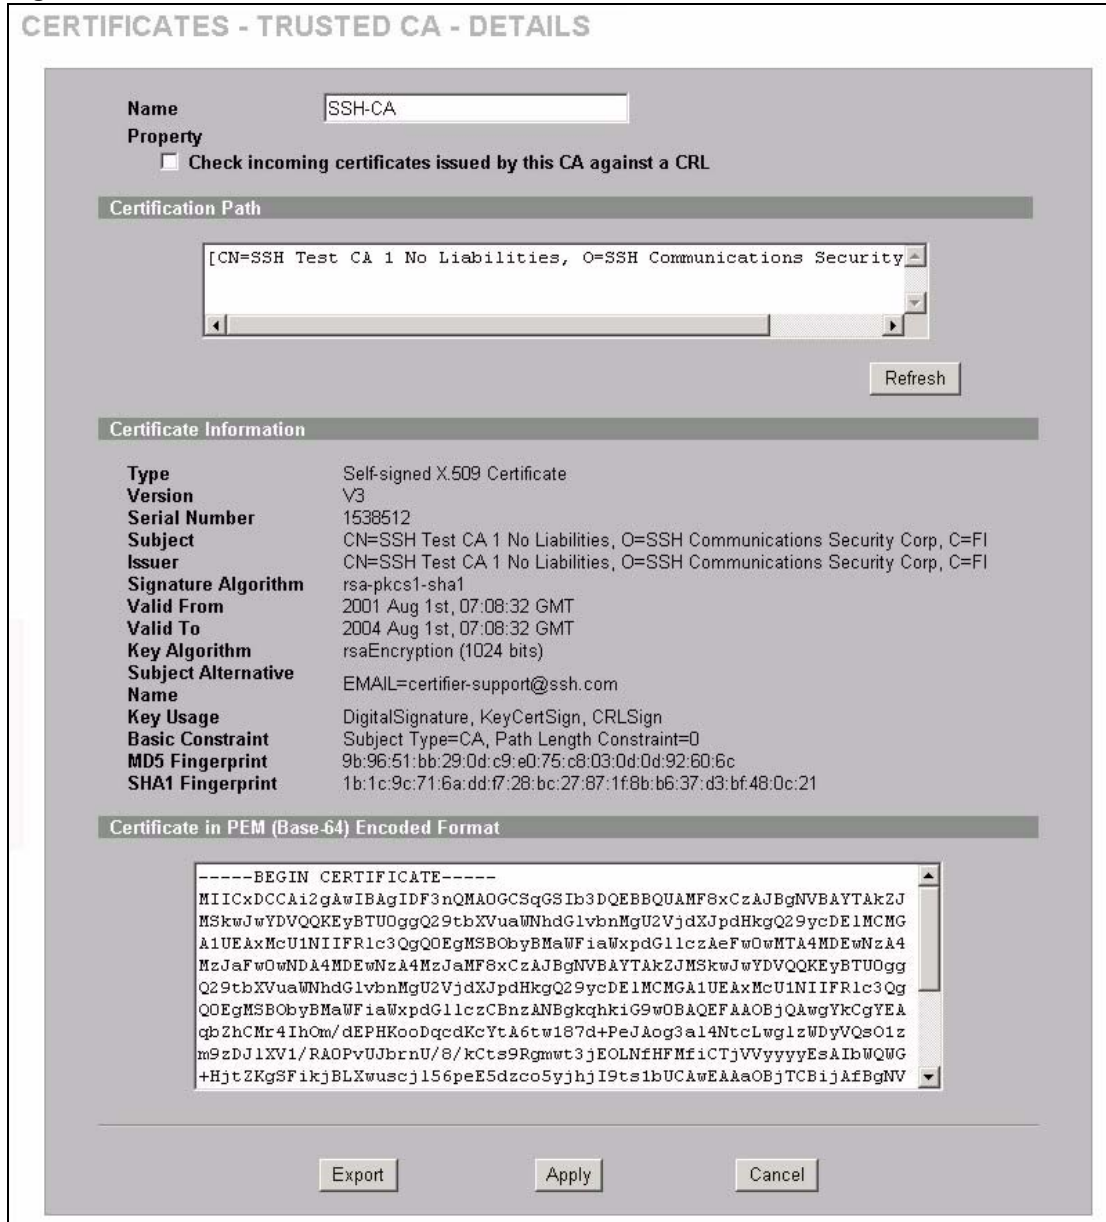 CERTIFICATES - TRUSTED CA - DETAILS
Name SSH-CA
Property
Check incoming certificates issued by this CA against a CRL
Certification Path
[CN=SSH Test CA 1 No Liabilities, O=SSH Communications Security
Refresh
Certificate Information
Type Self-signed X.509 Certificate
Version V3
Serial Number 1538512
Subject CN=SSH Test CA 1 No Liabilities, O=SSH Communications Security Corp, C=FI
Issuer CN=SSH Test CA 1 No Liabilities, O=SSH Communications Security Corp, C=FI
Signature Algorithm rsa-pkcs1-sha1
Valid From 2001 Aug 1st, 07:08:32 GMT
Valid To 2004 Aug 1st, 07:08:32 GMT
Key Algorithm rsaEncryption (1024 bits)
Subject Alternative Name EMAIL=certifier-support@ssh.com
Key Usage DigitalSignature, KeyCertSign, CRLSign
Basic Constraint Subject Type=CA, Path Length Constraint=0
MD5 Fingerprint 9b:96:51:bb:29:0d:c9:e0:75:c8:03:0d:0d:92:60:6c
SHA1 Fingerprint 1b:1c:9c:71:6a:dd:f7:28:bc:27:87:1f:8b:b6:37:d3:bf:48:0c:21
Certificate in PEM (Base-64) Encoded Format
-----BEGIN CERTIFICATE-----
MIICxDCCAi2gAwIBAgIDF3nQMA0GCSqGSIb3DQEBBQUAMF8xCzAJBgNVBAYTAkZJ
MSkwJwYDVQQKEyBTU0ggQ29tbXVuaWNhdGlvbnMgU2VjdXJpdHkgQ29ycDElMCMG
A1UEAxMcU1NIIFRlc3QgQ0EgMSBObyBMaWFiaWxpdGllczAeFw0wMTA4MDEwNzA4
MzJaFw0wNDA4MDEwNzA4MzJaMF8xCzAJBgNVBAYTAkZJMSkwJwYDVQQKEyBTU0gg
Q29tbXVuaWNhdGlvbnMgU2VjdXJpdHkgQ29ycDElMCMGA1UEAxMcU1NIIFRlc3Qg
Q0EgMSBObyBMaWFiaWxpdGllczCBnzANBgkqhkiG9w0BAQEFAAOBjQAwgYkCgYEA
qbZhCMr4IhOm/dEPHKooDqcdKcYtA6tw187d+PeJAog3al4NtcLwglzWDyVQsO1z
m9zDJlXV1/RAOPvUJbrnU/8/kCts9Rgmwt3jEOLNfHFMfiCTjVVyyyyEsAIbWQWG
+HjtZKgSFikjBLXwuscjl56peE5dzco5yjhjI9ts1bUCAwEAAaOBjTCBijAfBgNV
Export
Apply
Cancel